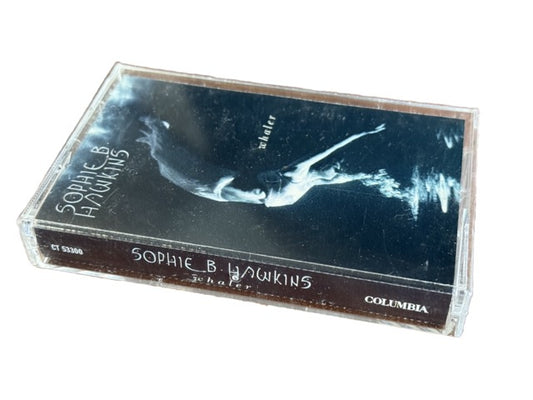 SOPHIE B.
HAWKINS
whaler
CT 53300
SOPHIE B. HAWKINS
whaler
COLUMBIA